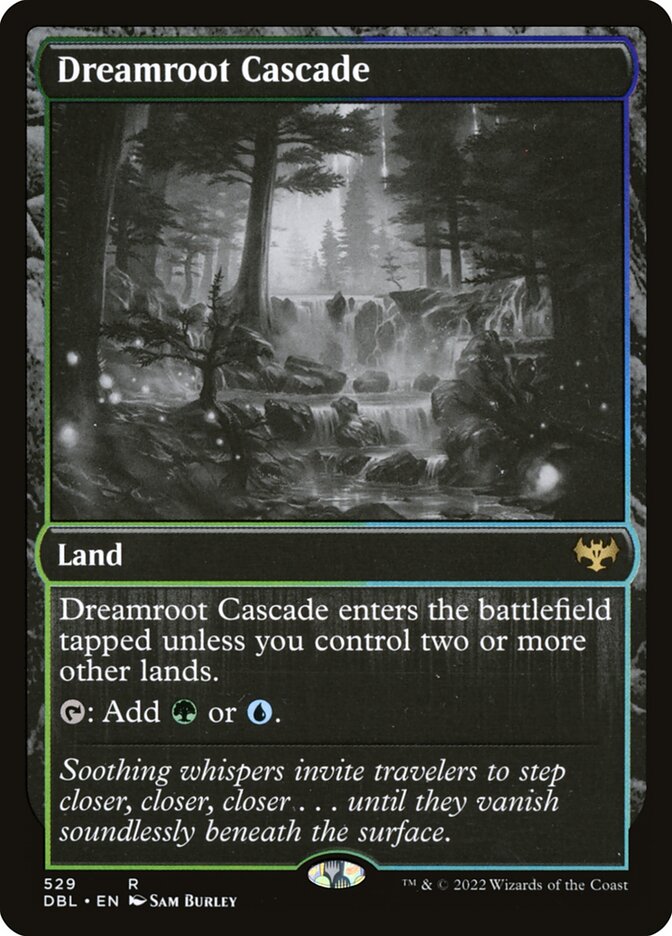 Dreamroot Cascade
Land
Dreamroot Cascade enters the battlefield
tapped unless you control two or more
other lands.
: Add or .
Soothing whispers invite travelers to step
closer, closer, closer . . . until they vanish
soundlessly beneath the surface.
529 R
DBL • EN SAM BURLEY
™ & © 2022 Wizards of the Coast